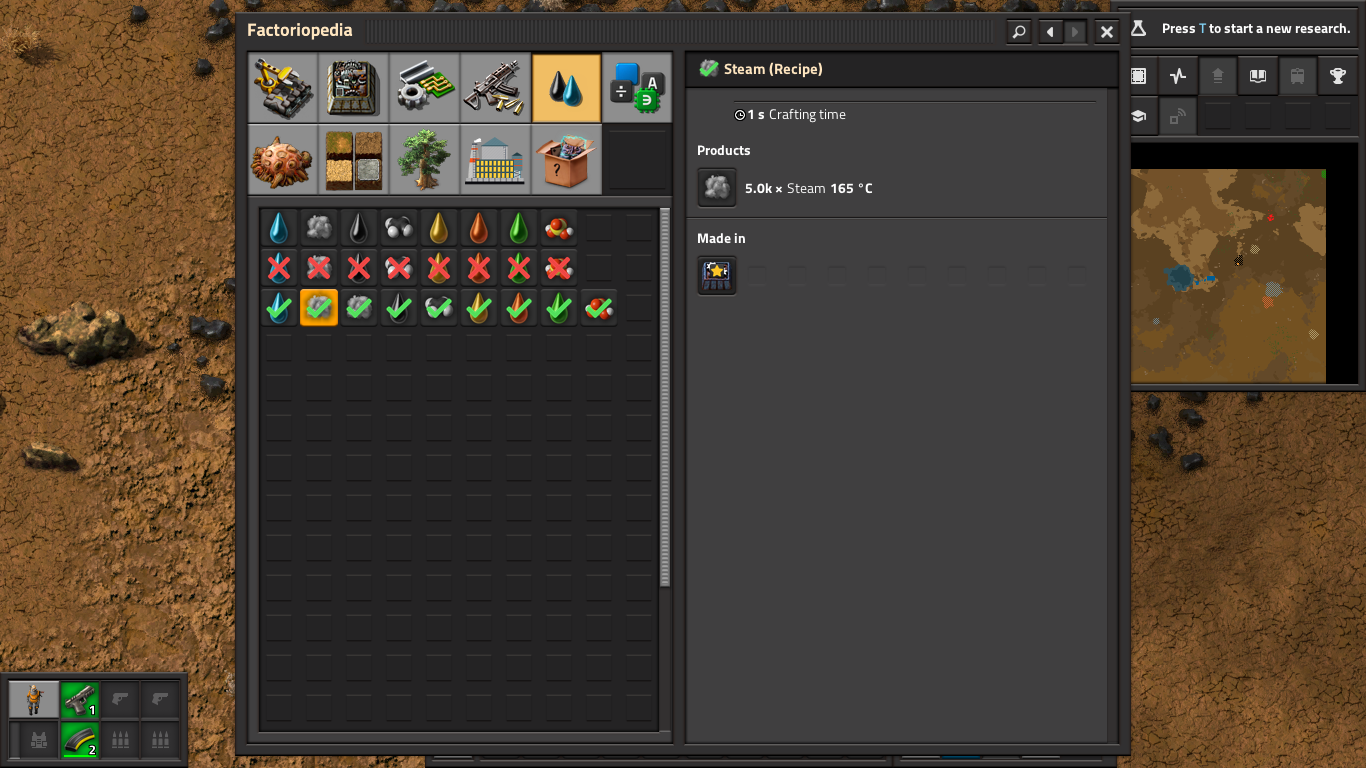 Factoriopedia
Press T to start a new research.
A
?
Steam (Recipe)
1 s Crafting time
Products
5.0k × Steam 165 °C
Made in
1
2